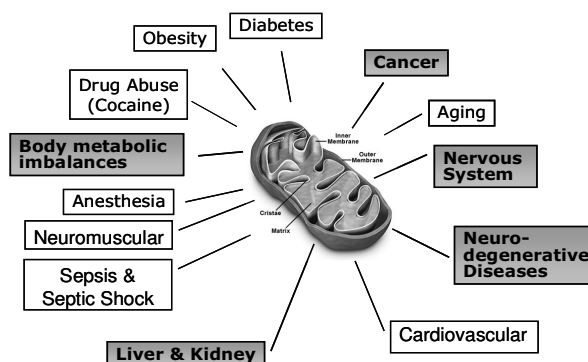 Diabetes
Obesity
Cancer
Drug Abuse
(Cocaine)
Aging
Inner
Membrane
Outer
Membrane
Body metabolic
imbalances
Nervous
System
Anesthesia
Cristae
Neuromuscular
Matrix
Neuro-
degenerative
Diseases
Sepsis &
Septic Shock
Cardiovascular
Liver & Kidney